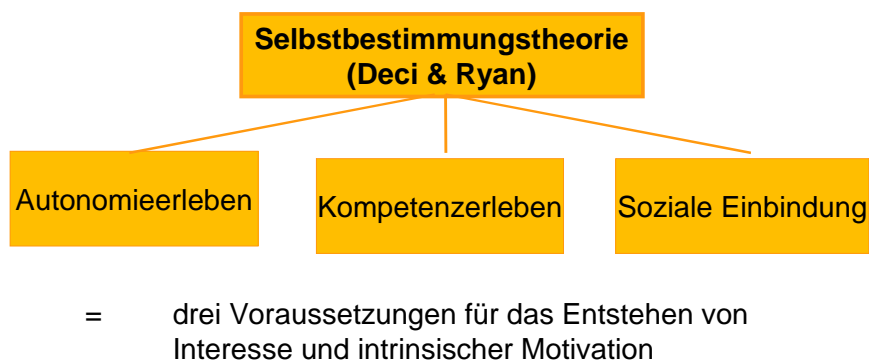 Selbstbestimmungstheorie
(Deci & Ryan)
Autonomieerleben
Kompetenzerleben
Soziale Einbindung
= drei Voraussetzungen für das Entstehen von
Interesse und intrinsischer Motivation